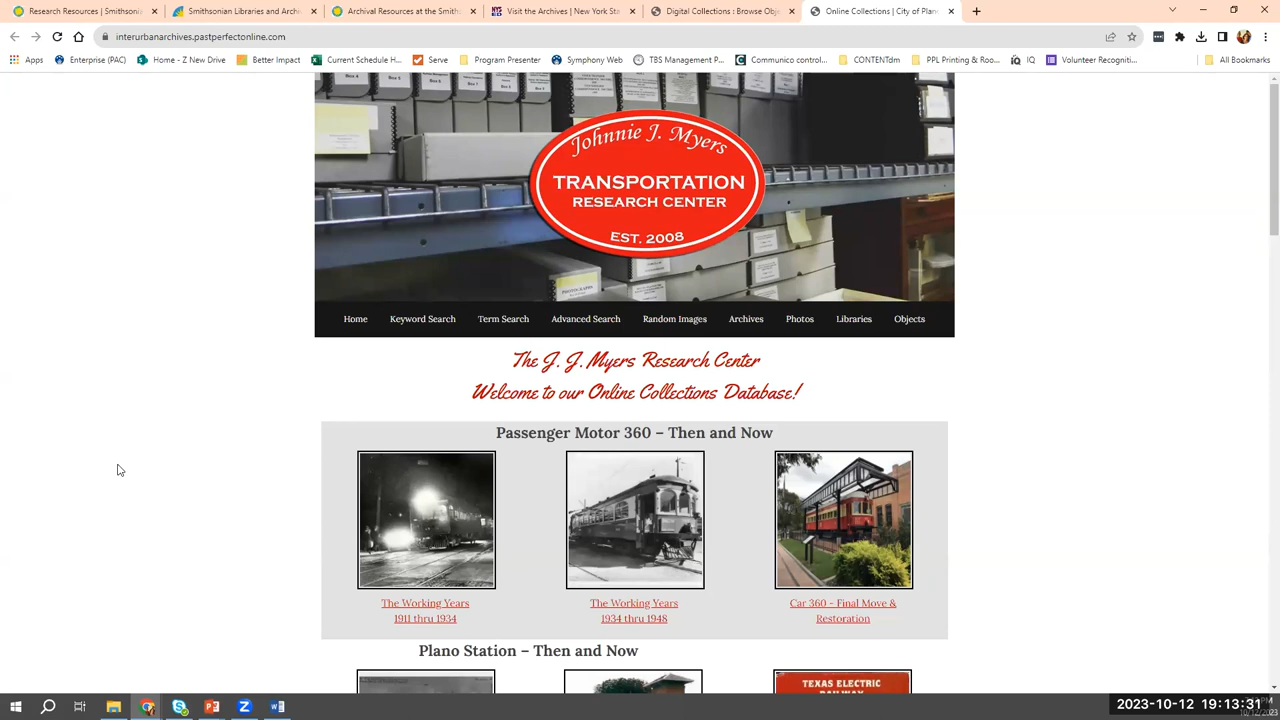 Research Resources | Smithso
Smithsonian Libraries and Archi
Archival Resources at the Smith
Visit the Archives | New York Sta
Digital Collections : Browse Obj
Online Collections | City of Plan
interurbanarchives.pastperfectonline.com
Apps
Enterprise (PAC)
Home - Z New Drive
Better Impact
Current Schedule H...
Serve
Program Presenter
Symphony Web
TBS Management P...
Communico control...
CONTENTdm
PPL Printing & Roo...
IQ
Volunteer Recogniti...
All Bookmarks
Johnnie J. Myers
TRANSPORTATION
RESEARCH CENTER
EST. 2008
Home
Keyword Search
Term Search
Advanced Search
Random Images
Archives
Photos
Libraries
Objects
The J. J. Myers Research Center
Welcome to our Online Collections Database!
Passenger Motor 360 – Then and Now
The Working Years
1911 thru 1934
The Working Years
1934 thru 1948
Car 360 - Final Move &
Restoration
Plano Station – Then and Now
TEXAS ELECTRIC
RAILWAY
2023-10-12 19:13:31